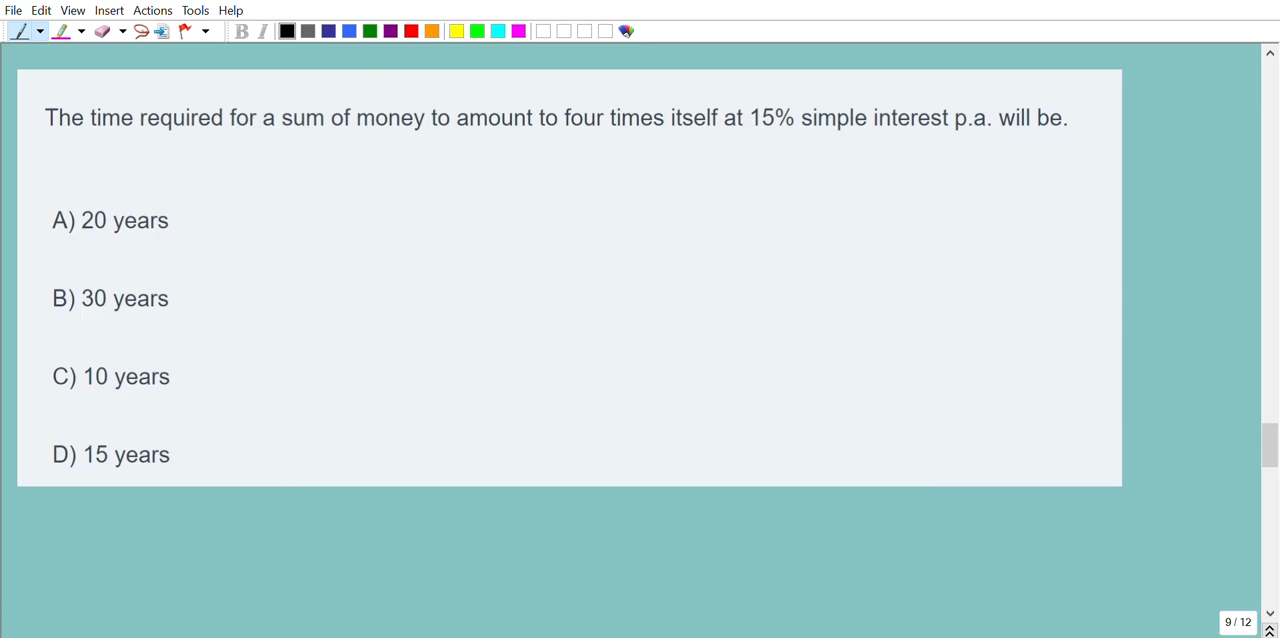 File Edit View Insert Actions Tools Help
B I
The time required for a sum of money to amount to four times itself at 15% simple interest p.a. will be.
A) 20 years
B) 30 years
C) 10 years
D) 15 years
9 / 12